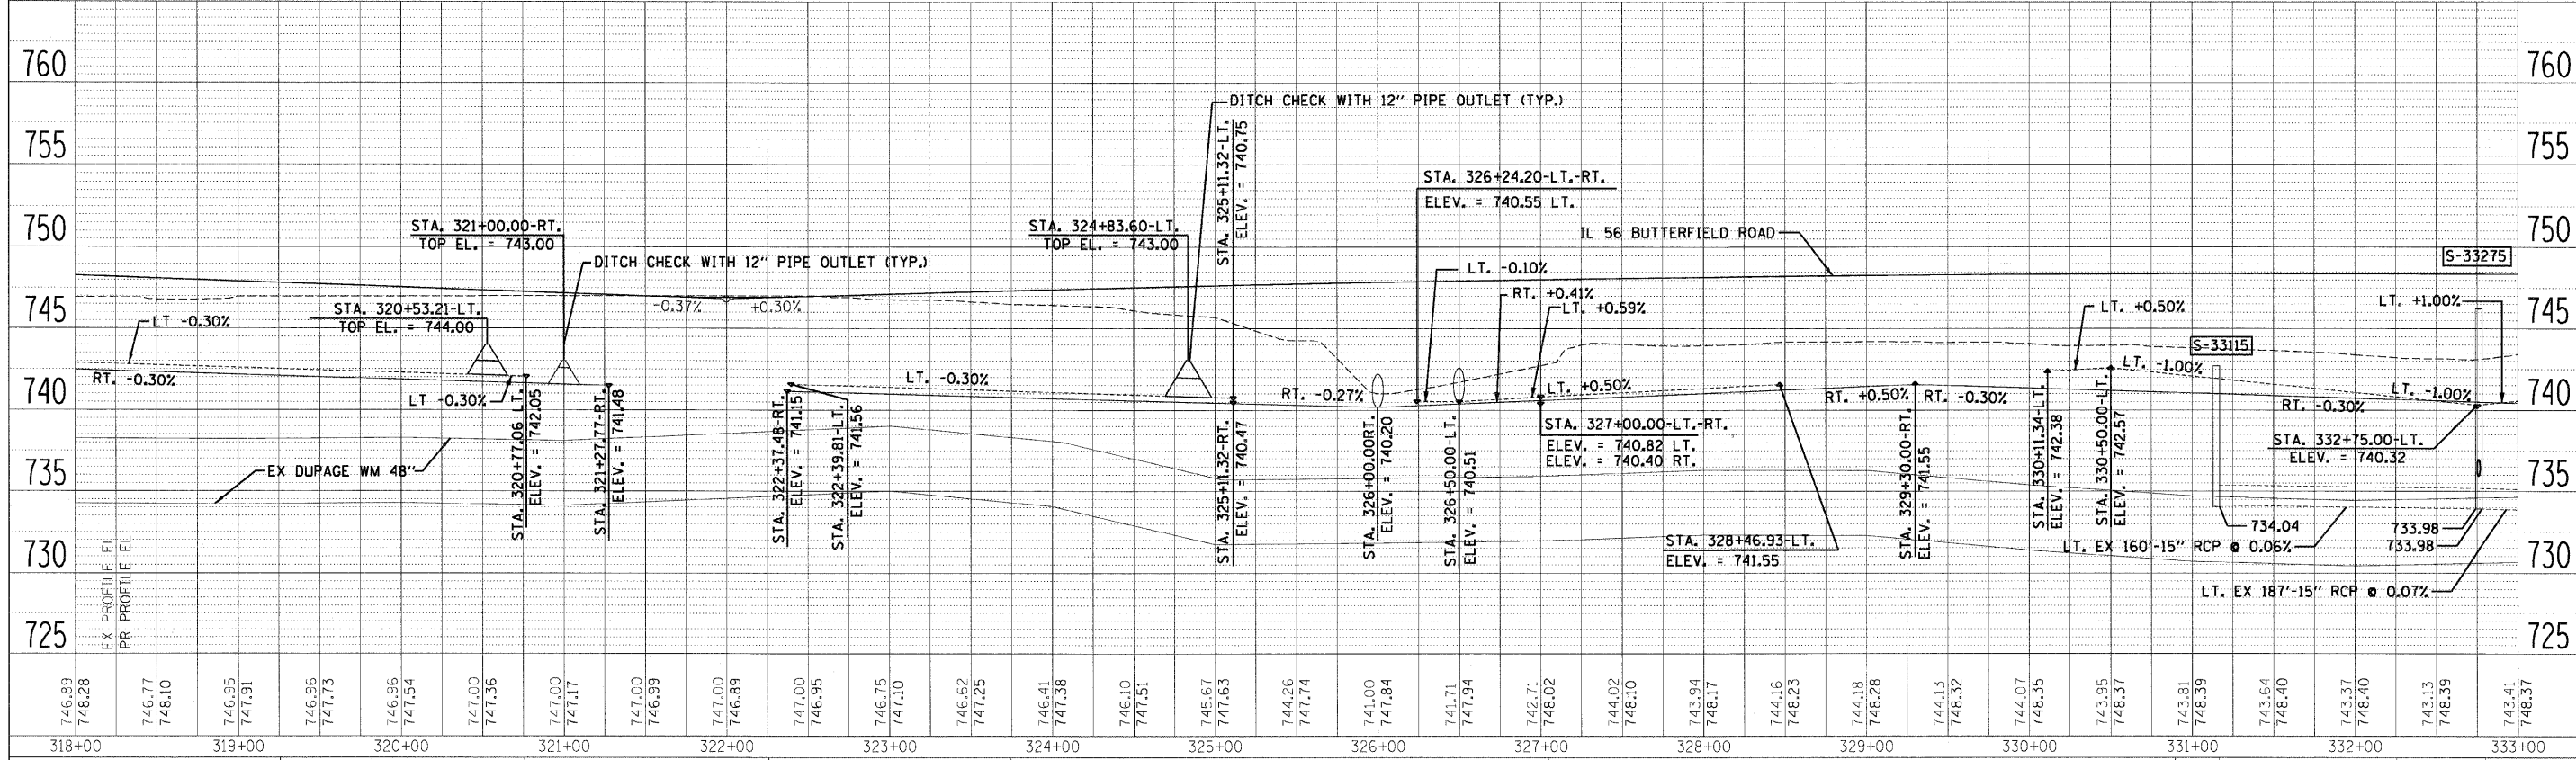 760
760
755
755
750
750
745
745
740
740
735
735
730
730
725
725
DITCH CHECK WITH 12" PIPE OUTLET (TYP.)
STA. 325+11.32-LT.
ELEV. = 740.75
STA. 326+24.20-LT.-RT.
ELEV. = 740.55 LT.
STA. 321+00.00-RT.
TOP EL. = 743.00
STA. 324+83.60-LT.
TOP EL. = 743.00
IL 56 BUTTERFIELD ROAD
S-33275
DITCH CHECK WITH 12" PIPE OUTLET (TYP.)
LT. -0.10%
RT. +0.41%
LT. +0.59%
-0.37%
+0.30%
LT. +0.50%
LT. +1.00%
STA. 320+53.21-LT.
TOP EL. = 744.00
LT -0.30%
S-33115
LT. -1.00%
RT. -0.30%
LT -0.30%
LT. -0.30%
RT. -0.27%
LT. +0.50%
RT. +0.50%
RT. -0.30%
LT. -1.00%
RT. -0.30%
STA. 320+77.06 LT.
ELEV. = 742.05
STA. 321+27.77-RT.
ELEV. = 741.48
STA. 322+37.48-RT.
ELEV. = 741.15
STA. 322+39.81-LT.
ELEV. = 741.56
STA. 325+11.32-RT.
ELEV. = 740.47
STA. 326+00.00RT.
ELEV. = 740.20
STA. 326+50.00-LT.
ELEV. = 740.51
STA. 327+00.00-LT.-RT.
ELEV. = 740.82 LT.
ELEV. = 740.40 RT.
STA. 328+46.93-LT.
ELEV. = 741.55
STA. 329+30.00-RT.
ELEV. = 741.55
STA. 330+11.34-LT.
ELEV. = 742.38
STA. 330+50.00-LT.
ELEV. = 742.57
STA. 332+75.00-LT.
ELEV. = 740.32
EX DUPAGE WM 48"
734.04
733.98
733.98
LT. EX 160'-15" RCP @ 0.06%
LT. EX 187'-15" RCP @ 0.07%
EX PROFILE EL
PR PROFILE EL
746.89
748.28
746.77
748.10
746.95
747.91
746.96
747.73
746.96
747.54
747.00
747.36
747.00
747.17
747.00
746.99
747.00
746.89
747.00
746.95
746.75
747.10
746.62
747.25
746.41
747.38
746.10
747.51
745.67
747.63
744.26
747.74
741.00
747.84
741.71
747.94
742.71
748.02
744.02
748.10
743.94
748.17
744.16
748.23
744.18
748.28
744.13
748.32
744.07
748.35
743.95
748.37
743.81
748.39
743.64
748.40
743.37
748.40
743.13
748.39
743.41
748.37
318+00
319+00
320+00
321+00
322+00
323+00
324+00
325+00
326+00
327+00
328+00
329+00
330+00
331+00
332+00
333+00